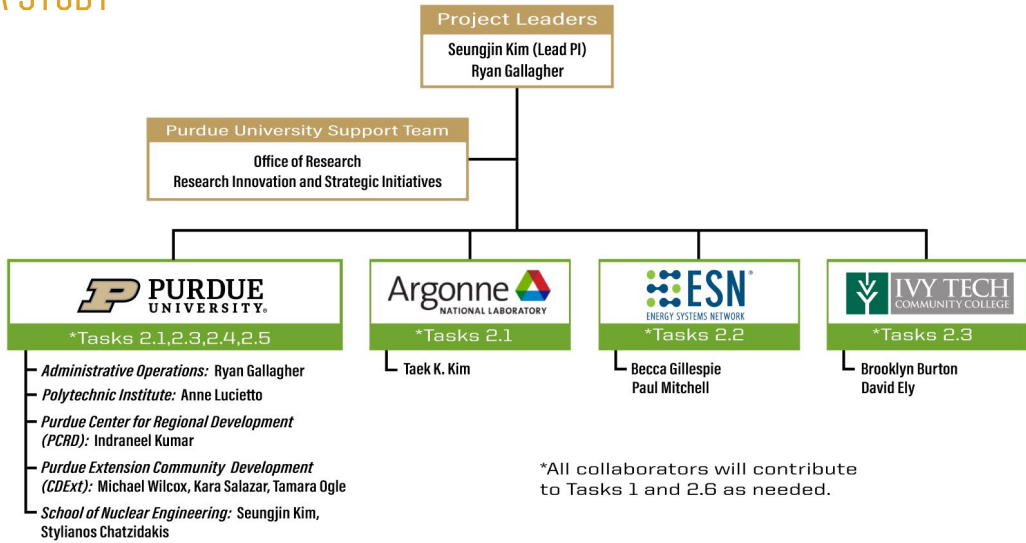 A STUDY
Project Leaders
Seungjin Kim (Lead PI)
Ryan Gallagher
Purdue University Support Team
Office of Research
Research Innovation and Strategic Initiatives
P PURDUE
UNIVERSITY®
*Tasks 2.1,2.3,2.4,2.5
Administrative Operations: Ryan Gallagher
Polytechnic Institute: Anne Lucietto
Purdue Center for Regional Development
(PCRD): Indraneel Kumar
Purdue Extension Community Development
(CDExt): Michael Wilcox, Kara Salazar, Tamara Ogle
School of Nuclear Engineering: Seungjin Kim,
Stylianos Chatzidakis
Argonne
NATIONAL LABORATORY
*Tasks 2.1
Taek K. Kim
ESN®
ENERGY SYSTEMS NETWORK
*Tasks 2.2
Becca Gillespie
Paul Mitchell
IVY TECH
COMMUNITY COLLEGE
*Tasks 2.3
Brooklyn Burton
David Ely
*All collaborators will contribute
to Tasks 1 and 2.6 as needed.